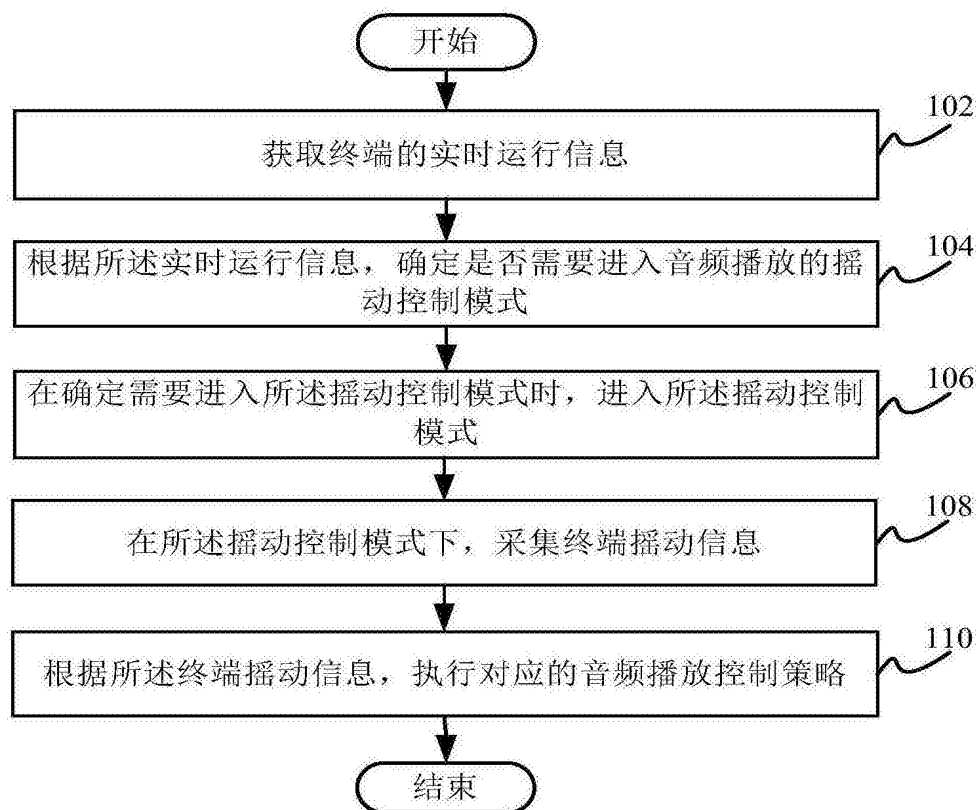 开始
102
获取终端的实时运行信息
104
根据所述实时运行信息，确定是否需要进入音频播放的摇
动控制模式
106
在确定需要进入所述摇动控制模式时，进入所述摇动控制
模式
108
在所述摇动控制模式下，采集终端摇动信息
110
根据所述终端摇动信息，执行对应的音频播放控制策略
结束